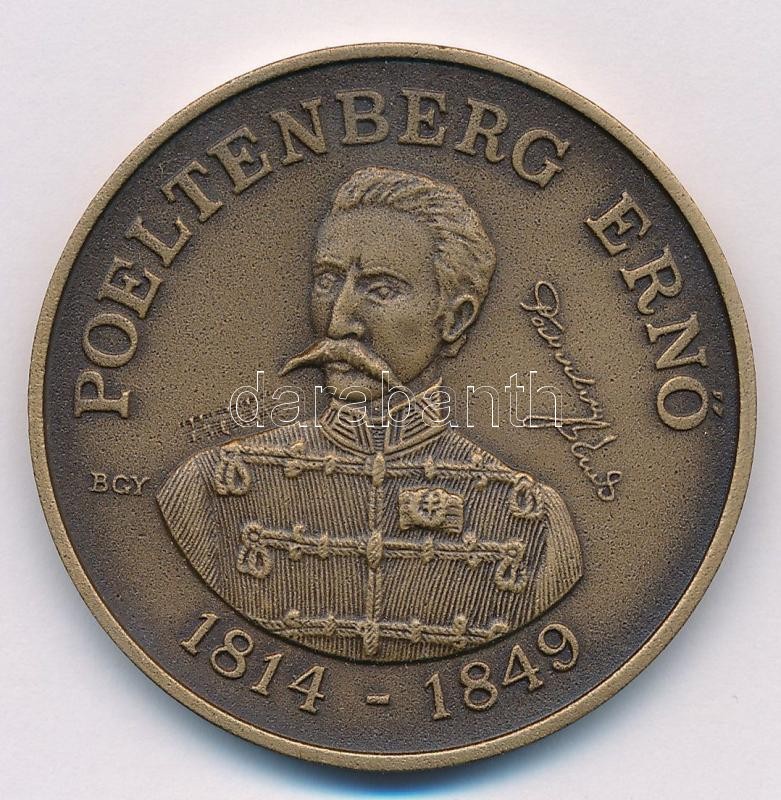 POELTENBERG ERNŐ
darabanth
BGY
1814 - 1849